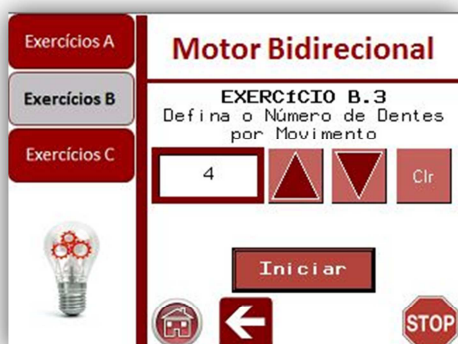 Exercícios A
Exercícios B
Exercícios C
Motor Bidirecional
EXERCíCIO B.3
Defina o Número de Dentes
por Movimento
4
Clr
Iniciar
STOP